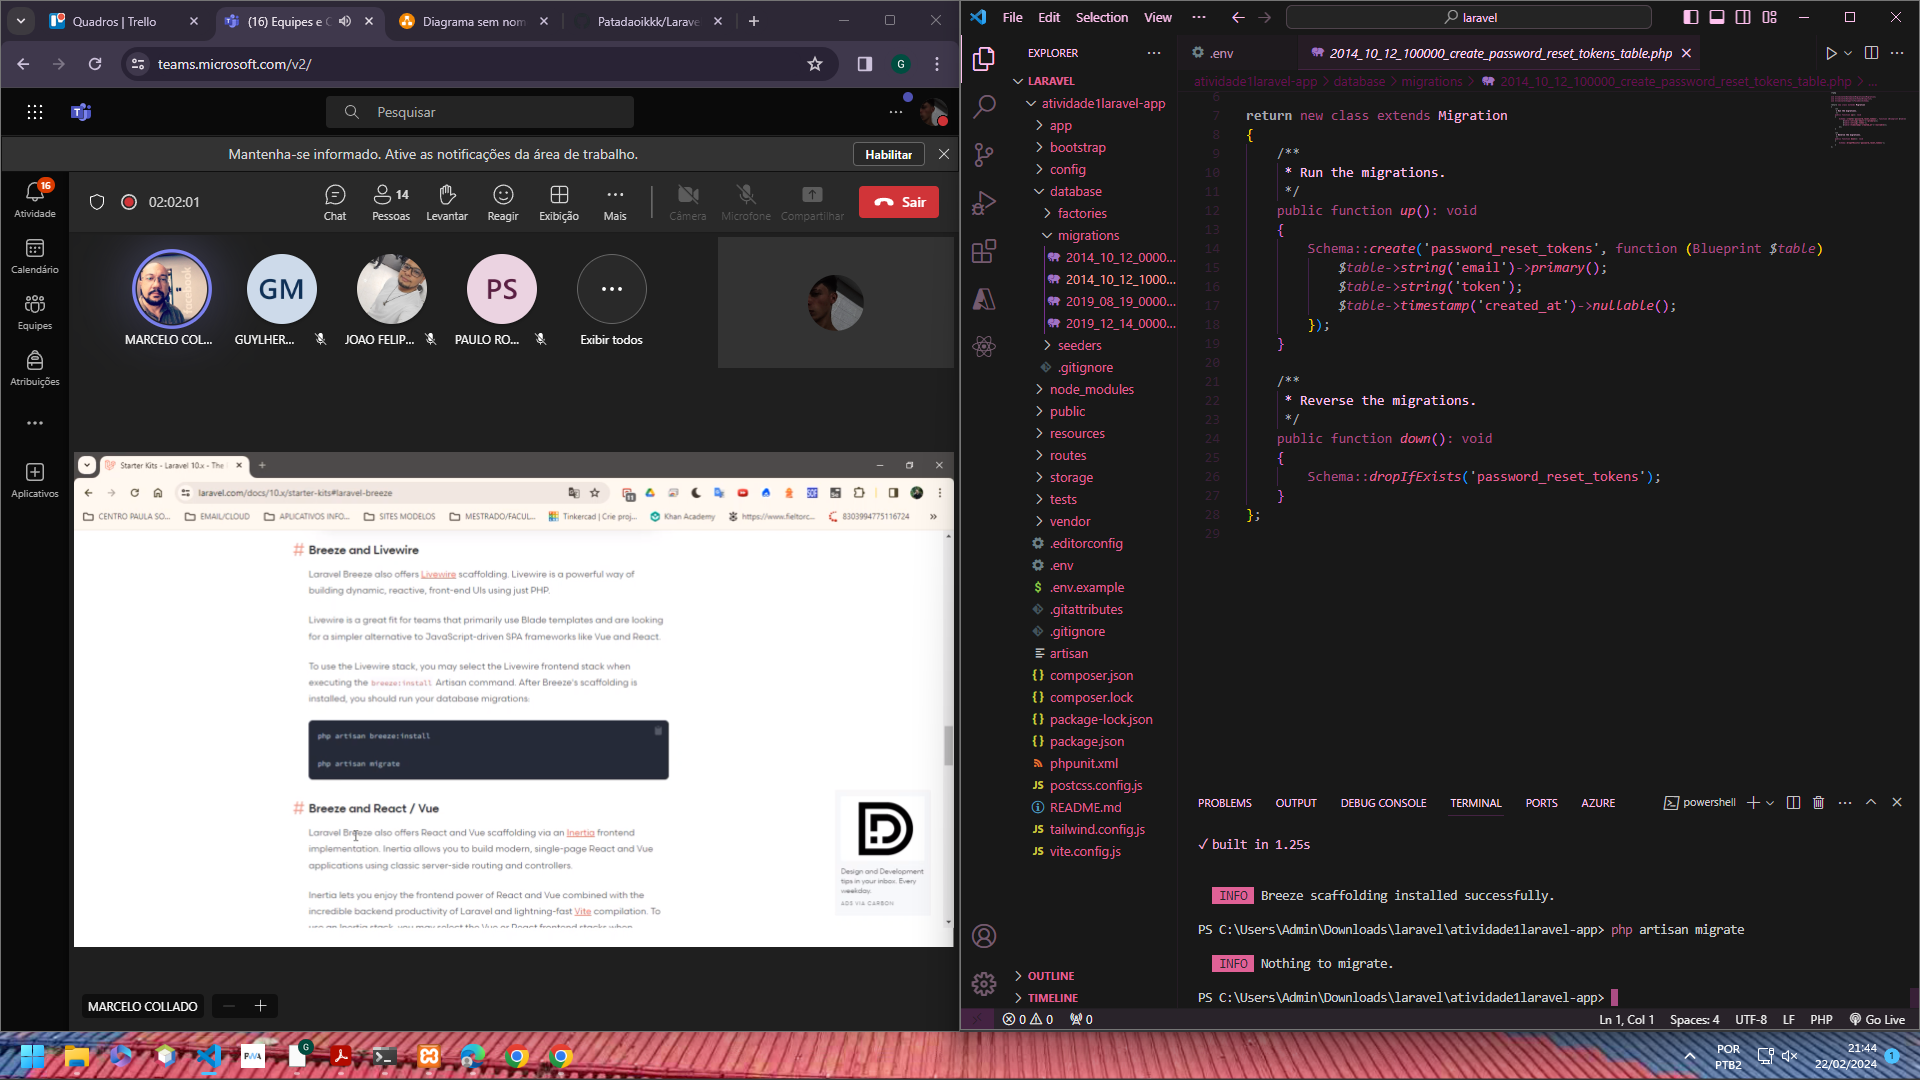 Quadros | Trello
(16) Equipes e C
Diagrama sem nom
Patadaoikkk/Larave
teams.microsoft.com/v2/
G
Pesquisar
Mantenha-se informado. Ative as notificações da área de trabalho.
Habilitar
16
Atividade
Calendário
Equipes
Atribuições
Aplicativos
02:02:01
Chat
14
Pessoas
Levantar
Reagir
Exibição
Mais
Câmera
Microfone
Compartilhar
Sair
GM
PS
MARCELO COL...
GUYLHER...
JOAO FELIP...
PAULO RO...
Exibir todos
Starter Kits - Laravel 10.x - The
laravel.com/docs/10.x/starter-kits#laravel-breeze
CENTRO PAULA SO...
EMAIL/CLOUD
APLICATIVOS INFO...
SITES MODELOS
MESTRADO/FACUL...
Tinkercad | Crie proj...
Khan Academy
https://www.fieltorc...
8303994775116724
# Breeze and Livewire
Laravel Breeze also offers Livewire scaffolding. Livewire is a powerful way of
building dynamic, reactive, front-end UIs using just PHP.
Livewire is a great fit for teams that primarily use Blade templates and are looking
for a simpler alternative to JavaScript-driven SPA frameworks like Vue and React.
To use the Livewire stack, you may select the Livewire frontend stack when
executing the breeze:install Artisan command. After Breeze's scaffolding is
installed, you should run your database migrations:
php artisan breeze:install
php artisan migrate
# Breeze and React / Vue
Laravel Breeze also offers React and Vue scaffolding via an Inertia frontend
implementation. Inertia allows you to build modern, single-page React and Vue
applications using classic server-side routing and controllers.
Inertia lets you enjoy the frontend power of React and Vue combined with the
incredible backend productivity of Laravel and lightning-fast Vite compilation. To
use an Inertia stack, you may select the Vue or React frontend stacks when
Design and Development
tips in your inbox. Every
weekday.
ADS VIA CARBON
MARCELO COLLADO
File Edit Selection View
laravel
EXPLORER
LARAVEL
atividade1laravel-app
app
bootstrap
config
database
factories
migrations
2014_10_12_0000...
2014_10_12_1000...
2019_08_19_0000...
2019_12_14_0000...
seeders
.gitignore
node_modules
public
resources
routes
storage
tests
vendor
.editorconfig
.env
.env.example
.gitattributes
.gitignore
artisan
composer.json
composer.lock
package-lock.json
package.json
phpunit.xml
postcss.config.js
README.md
tailwind.config.js
vite.config.js
OUTLINE
TIMELINE
.env
2014_10_12_100000_create_password_reset_tokens_table.php
atividade1laravel-app > database > migrations > 2014_10_12_100000_create_password_reset_tokens_table.php > ...
6
7 return new class extends Migration
8 {
9 /**
10 * Run the migrations.
11 */
12 public function up(): void
13 {
14 Schema::create('password_reset_tokens', function (Blueprint $table)
15 $table->string('email')->primary();
16 $table->string('token');
17 $table->timestamp('created_at')->nullable();
18 });
19 }
20
21 /**
22 * Reverse the migrations.
23 */
24 public function down(): void
25 {
26 Schema::dropIfExists('password_reset_tokens');
27 }
28 };
29
PROBLEMS OUTPUT DEBUG CONSOLE TERMINAL PORTS AZURE
powershell
✓ built in 1.25s
INFO Breeze scaffolding installed successfully.
PS C:\Users\Admin\Downloads\laravel\atividade1laravel-app> php artisan migrate
INFO Nothing to migrate.
PS C:\Users\Admin\Downloads\laravel\atividade1laravel-app>
0 0 0
Ln 1, Col 1
Spaces: 4
UTF-8
LF
PHP
Go Live
PWA
G
POR
PTB2
21:44
22/02/2024
1